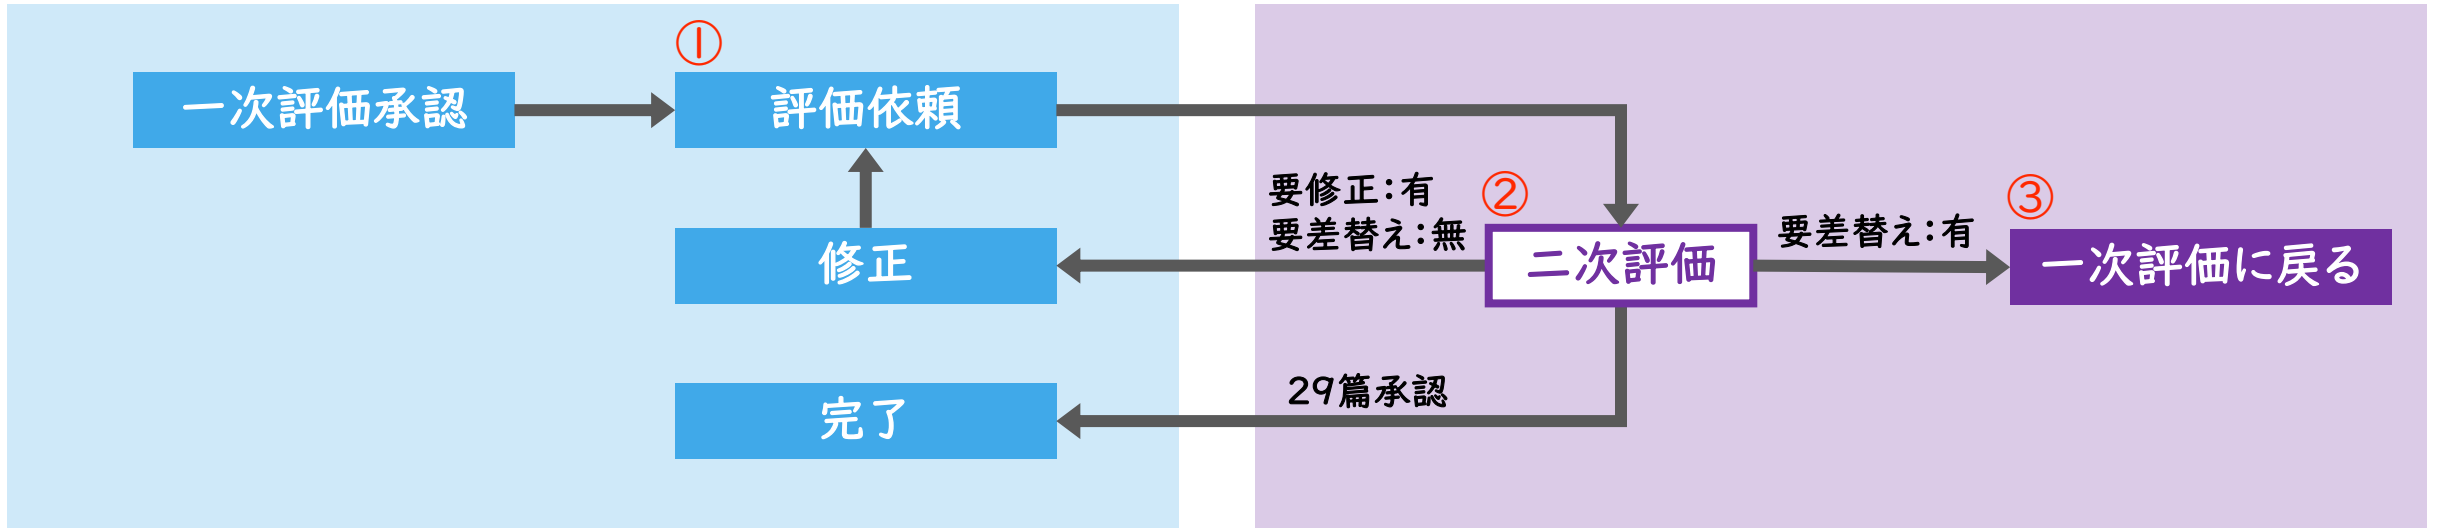 ①
一次評価承認
評価依頼
要修正：有
要差替え：無
②
要差替え：有
③
修正
二次評価
一次評価に戻る
29篇承認
完了